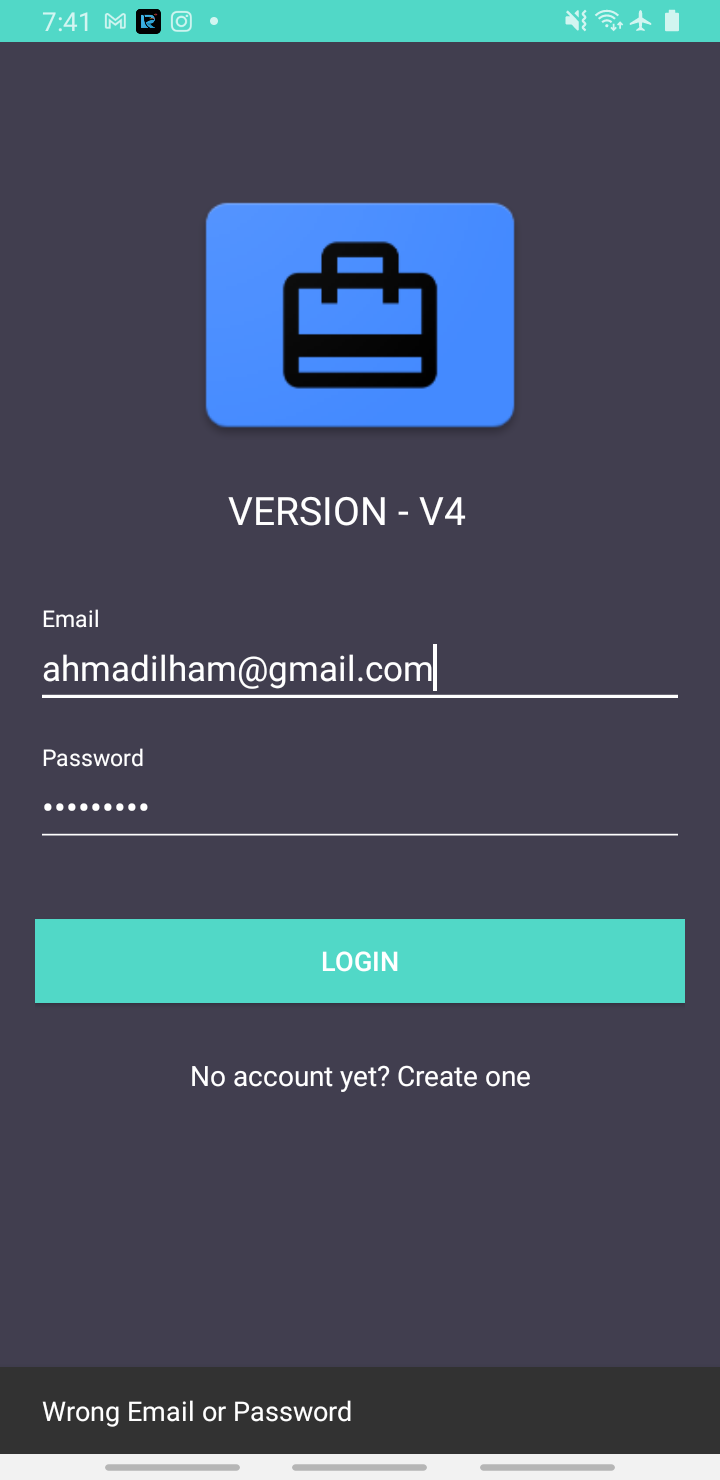 7:41
VERSION - V4
Email
ahmadilham@gmail.com
Password
•••••••••
LOGIN
No account yet? Create one
Wrong Email or Password